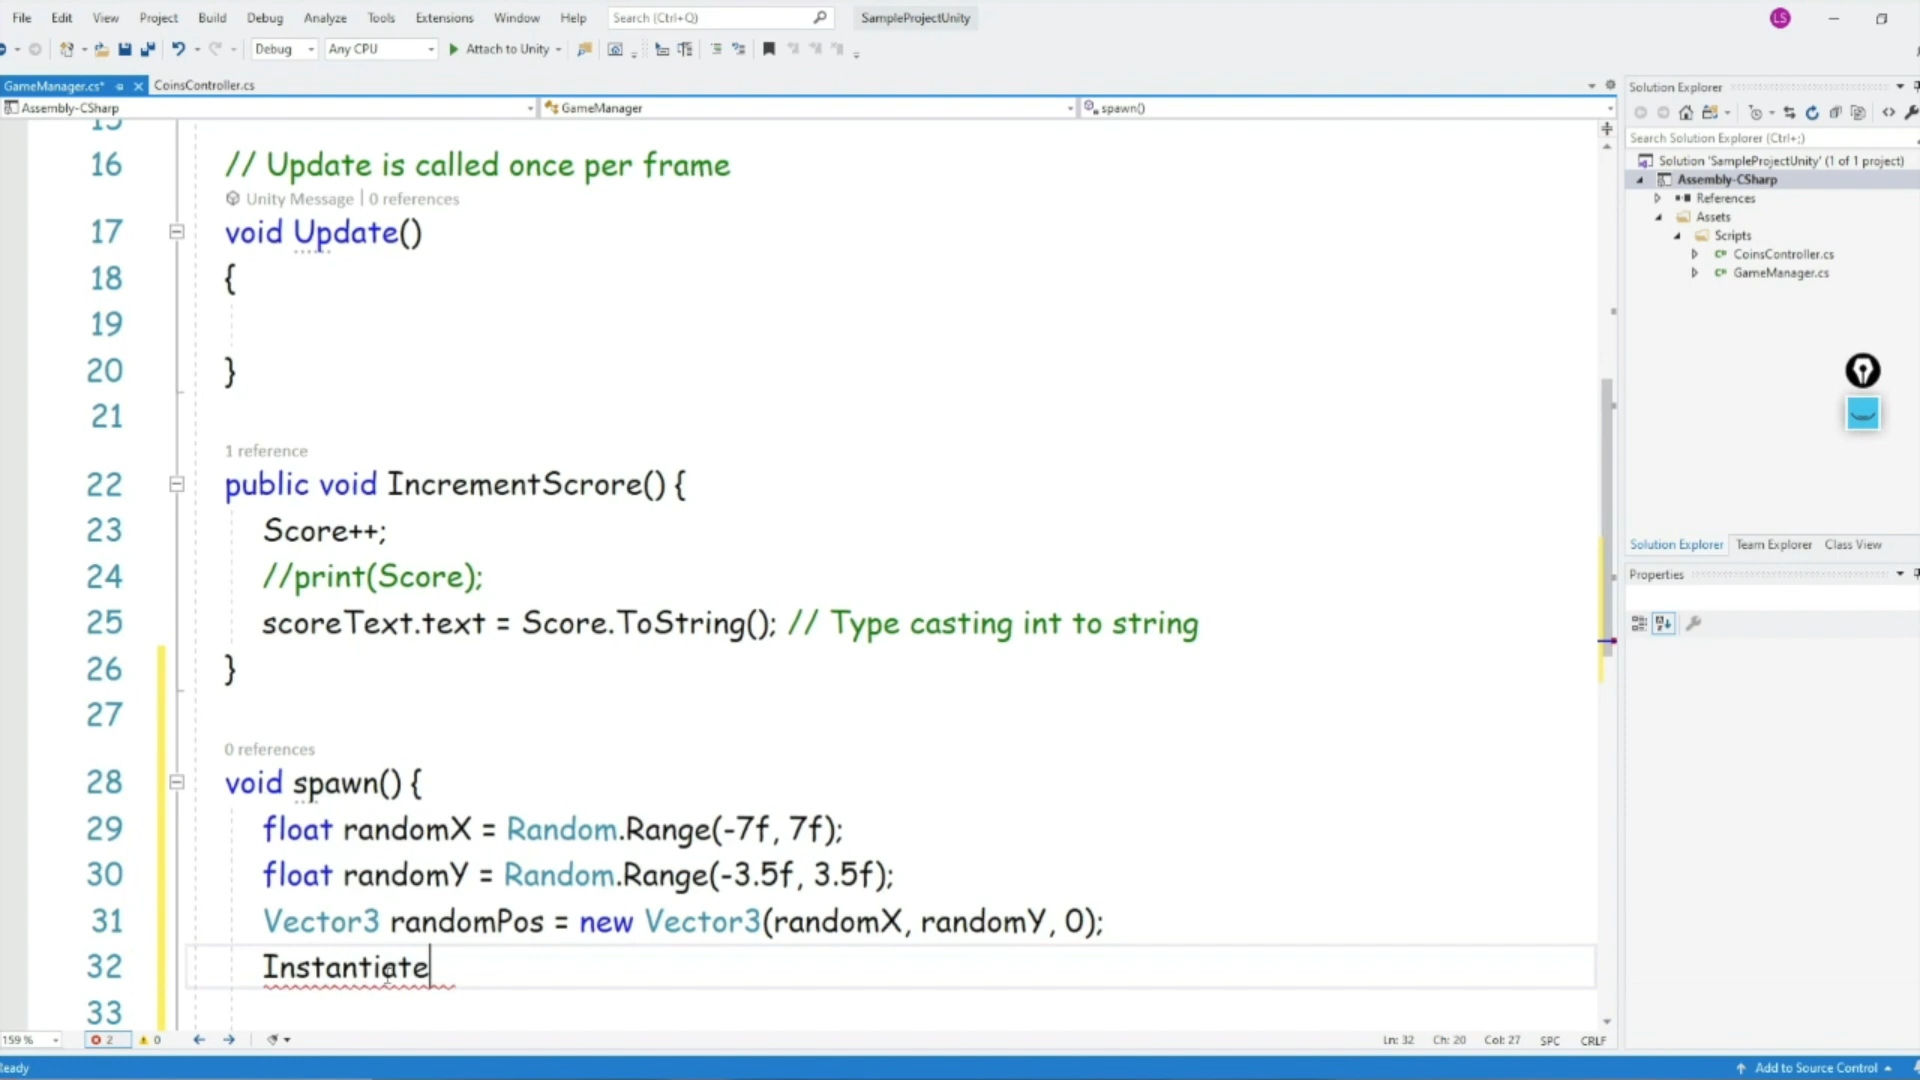 File Edit View Project Build Debug Analyze Tools Extensions Window Help Search (Ctrl+Q) SampleProjectUnity LS
Debug Any CPU Attach to Unity
GameManager.cs* CoinsController.cs
Assembly-CSharp GameManager spawn()
16 // Update is called once per frame
Unity Message | 0 references
17 void Update()
18 {
19
20 }
21
1 reference
22 public void IncrementScrore() {
23 Score++;
24 //print(Score);
25 scoreText.text = Score.ToString(); // Type casting int to string
26 }
27
0 references
28 void spawn() {
29 float randomX = Random.Range(-7f, 7f);
30 float randomY = Random.Range(-3.5f, 3.5f);
31 Vector3 randomPos = new Vector3(randomX, randomY, 0);
32 Instantiate
33
159 % 2 0 Ln: 32 Ch: 20 Col: 27 SPC CRLF
Solution Explorer
Search Solution Explorer (Ctrl+;)
Solution 'SampleProjectUnity' (1 of 1 project)
Assembly-CSharp
References
Assets
Scripts
C# CoinsController.cs
C# GameManager.cs
Solution Explorer Team Explorer Class View
Properties
Add to Source Control